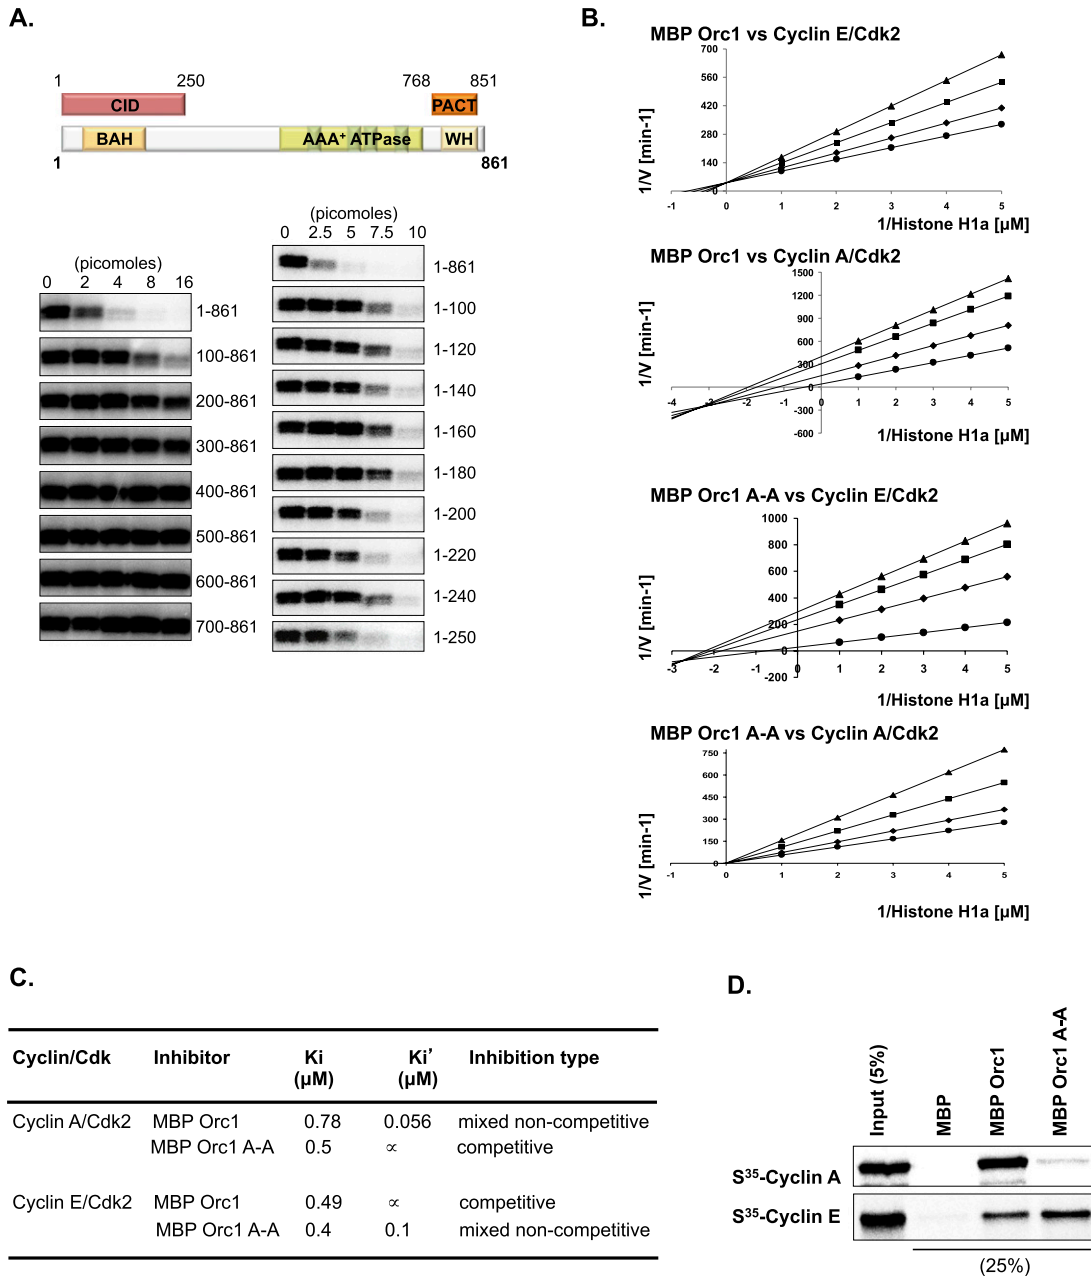 A.
1 250 768 851
CID PACT
BAH AAA+ ATPase WH
1 861
(picomoles)
0 2 4 8 16
1-861
100-861
200-861
300-861
400-861
500-861
600-861
700-861
(picomoles)
0 2.5 5 7.5 10
1-861
1-100
1-120
1-140
1-160
1-180
1-200
1-220
1-240
1-250
B.
MBP Orc1 vs Cyclin E/Cdk2
1/V [min-1]
700
560
420
280
140
0
-1 0 1 2 3 4 5
1/Histone H1a [µM]
MBP Orc1 vs Cyclin A/Cdk2
1/V [min-1]
1500
1200
900
600
300
0
-300
-600
-4 -3 -2 -1 0 1 2 3 4 5
1/Histone H1a [µM]
MBP Orc1 A-A vs Cyclin E/Cdk2
1/V [min-1]
1000
800
600
400
200
0
-200
-3 -2 -1 0 1 2 3 4 5
1/Histone H1a [µM]
MBP Orc1 A-A vs Cyclin A/Cdk2
1/V [min-1]
750
600
450
300
150
0
-1 0 1 2 3 4 5
1/Histone H1a [µM]
C.
Cyclin/Cdk Inhibitor Ki (µM) Ki' (µM) Inhibition type
Cyclin A/Cdk2 MBP Orc1 0.78 0.056 mixed non-competitive
MBP Orc1 A-A 0.5 ∝ competitive
Cyclin E/Cdk2 MBP Orc1 0.49 ∝ competitive
MBP Orc1 A-A 0.4 0.1 mixed non-competitive
D.
Input (5%)
MBP
MBP Orc1
MBP Orc1 A-A
S35-Cyclin A
S35-Cyclin E
(25%)